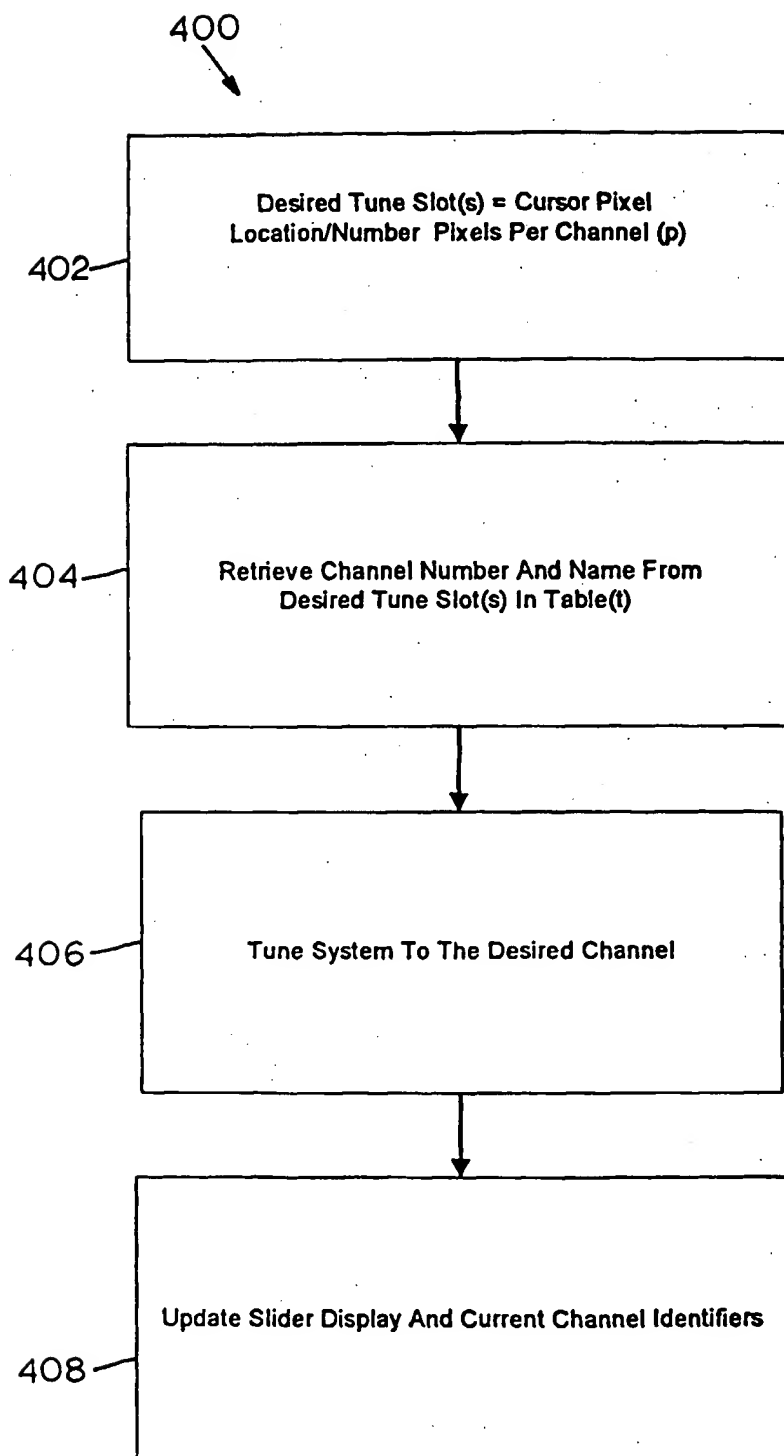 400
Desired Tune Slot(s) = Cursor Pixel
Location/Number Pixels Per Channel (p)
402
Retrieve Channel Number And Name From
Desired Tune Slot(s) In Table(t)
404
Tune System To The Desired Channel
406
Update Slider Display And Current Channel Identifiers
408